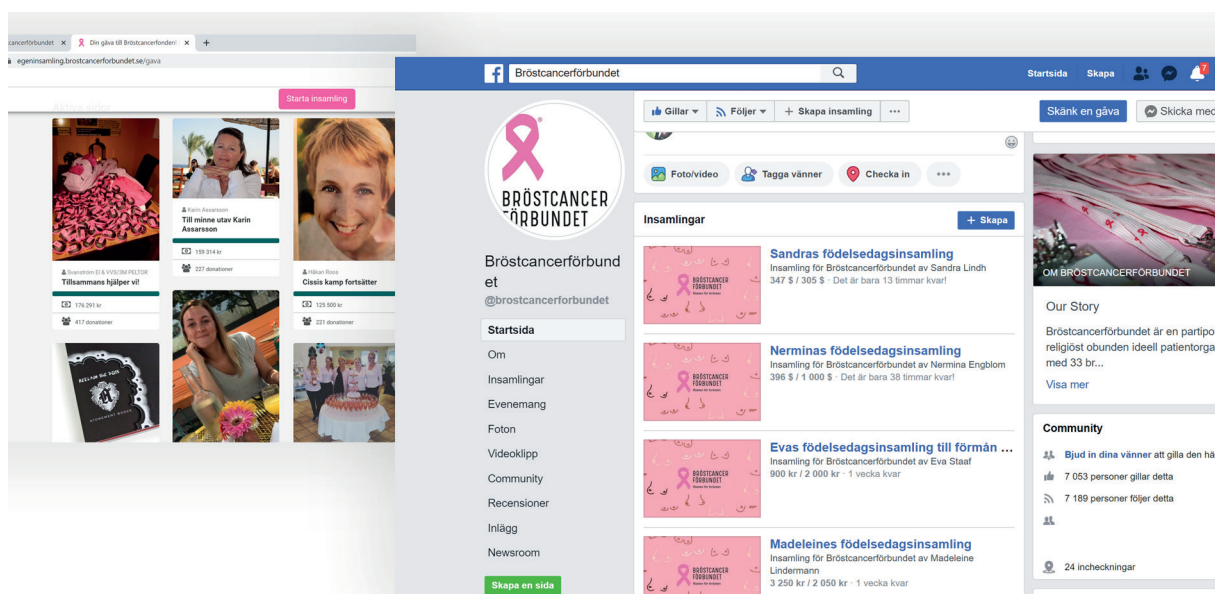 cancerförbundet
Din gåva till Bröstcancerfonden!
egeninsamling.brostcancerforbundet.se/gava
Aktiva sidor
Starta insamling
Svanström El & VVS/3M PELTOR
Tillsammans hjälper vi!
176 291 kr
417 donationer
Karin Assarsson
Till minne utav Karin
Assarsson
159 314 kr
227 donationer
Håkan Roos
Cissis kamp fortsätter
125 500 kr
221 donationer
Bröstcancerförbundet
Startsida
Skapa
7
BRÖSTCANCER
FÖRBUNDET
Bröstcancerförbund
et
@brostcancerforbundet
Startsida
Om
Insamlingar
Evenemang
Foton
Videoklipp
Community
Recensioner
Inlägg
Newsroom
Skapa en sida
Gillar
Följer
+ Skapa insamling
Skänk en gåva
Skicka med
Foto/video
Tagga vänner
Checka in
Insamlingar
+ Skapa
BRÖSTCANCER
FÖRBUNDET
Sandras födelsedagsinsamling
Insamling för Bröstcancerförbundet av Sandra Lindh
347 $ / 305 $ · Det är bara 13 timmar kvar!
BRÖSTCANCER
FÖRBUNDET
Nerminas födelsedagsinsamling
Insamling för Bröstcancerförbundet av Nermina Engblom
396 $ / 1 000 $ · Det är bara 38 timmar kvar!
BRÖSTCANCER
FÖRBUNDET
Evas födelsedagsinsamling till förmån ...
Insamling för Bröstcancerförbundet av Eva Staaf
900 kr / 2 000 kr · 1 vecka kvar
BRÖSTCANCER
FÖRBUNDET
Madeleines födelsedagsinsamling
Insamling för Bröstcancerförbundet av Madeleine
Lindermann
3 250 kr / 2 050 kr · 1 vecka kvar
OM BRÖSTCANCERFÖRBUNDET
Our Story
Bröstcancerförbundet är en partipo
religiöst obunden ideell patientorga
med 33 br...
Visa mer
Community
Bjud in dina vänner att gilla den hä
7 053 personer gillar detta
7 189 personer följer detta
24 incheckningar